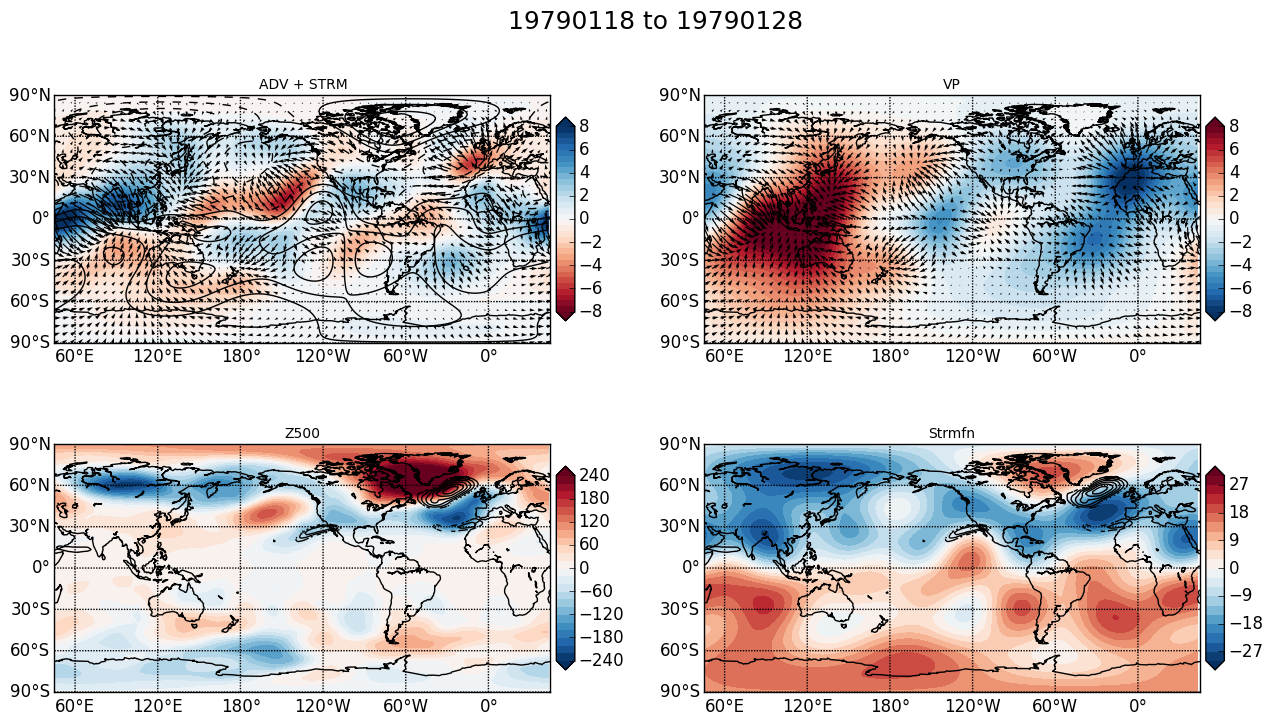 19790118 to 19790128
ADV + STRM
90°N
60°N
30°N
0°
30°S
60°S
90°S
60°E 120°E 180° 120°W 60°W 0°
8
6
4
2
0
−2
−4
−6
−8
VP
90°N
60°N
30°N
0°
30°S
60°S
90°S
60°E 120°E 180° 120°W 60°W 0°
8
6
4
2
0
−2
−4
−6
−8
Z500
90°N
60°N
30°N
0°
30°S
60°S
90°S
60°E 120°E 180° 120°W 60°W 0°
240
180
120
60
0
−60
−120
−180
−240
Strmfn
90°N
60°N
30°N
0°
30°S
60°S
90°S
60°E 120°E 180° 120°W 60°W 0°
27
18
9
0
−9
−18
−27